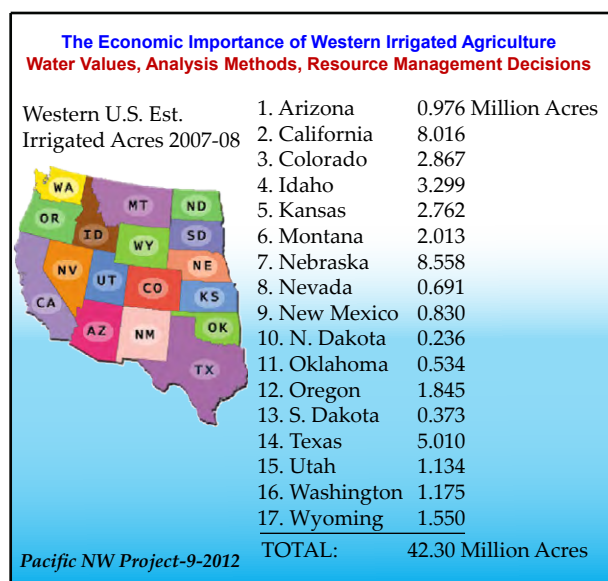 The Economic Importance of Western Irrigated Agriculture
Water Values, Analysis Methods, Resource Management Decisions
Western U.S. Est.
Irrigated Acres 2007-08
WA
MT
ND
OR
ID
SD
WY
NE
NV
UT
CO
KS
CA
AZ
NM
OK
TX
1. Arizona 0.976 Million Acres
2. California 8.016
3. Colorado 2.867
4. Idaho 3.299
5. Kansas 2.762
6. Montana 2.013
7. Nebraska 8.558
8. Nevada 0.691
9. New Mexico 0.830
10. N. Dakota 0.236
11. Oklahoma 0.534
12. Oregon 1.845
13. S. Dakota 0.373
14. Texas 5.010
15. Utah 1.134
16. Washington 1.175
17. Wyoming 1.550
TOTAL: 42.30 Million Acres
Pacific NW Project-9-2012